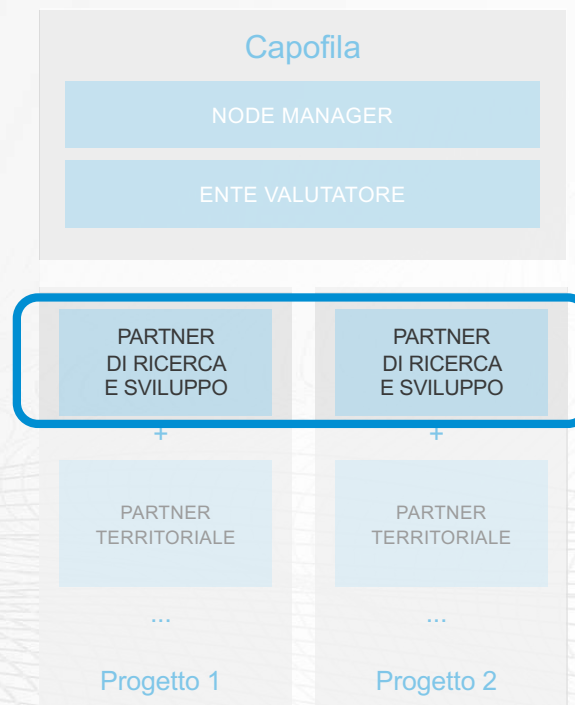 Capofila
NODE MANAGER
ENTE VALUTATORE
PARTNER
DI RICERCA
E SVILUPPO
+
PARTNER
TERRITORIALE
...
Progetto 1
PARTNER
DI RICERCA
E SVILUPPO
+
PARTNER
TERRITORIALE
...
Progetto 2